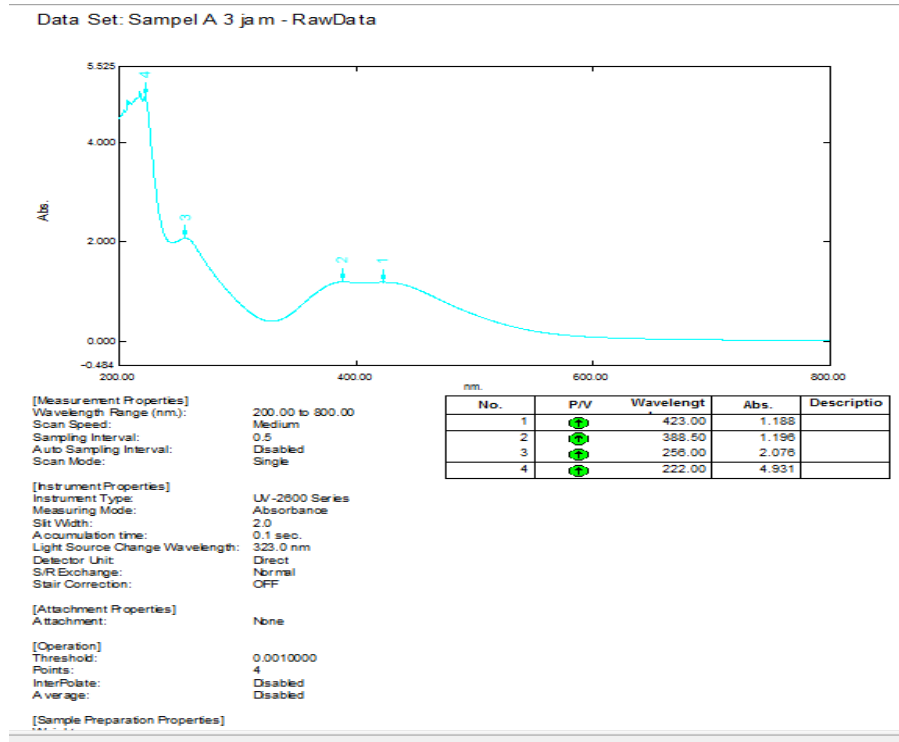 Data Set: Sampel A 3 jam - RawData
5.525
4.000
2.000
0.000
-0.484
Abs.
4
3
2
1
200.00
400.00
600.00
800.00
nm.
[Measurement Properties]
Wavelength Range (nm.): 200.00 to 800.00
Scan Speed: Medium
Sampling Interval: 0.5
Auto Sampling Interval: Disabled
Scan Mode: Single
[Instrument Properties]
Instrument Type: UV-2600 Series
Measuring Mode: Absorbance
Slit Width: 2.0
Accumulation time: 0.1 sec.
Light Source Change Wavelength: 323.0 nm
Detector Unit: Direct
S/R Exchange: Normal
Stair Correction: OFF
[Attachment Properties]
Attachment: None
[Operation]
Threshold: 0.0010000
Points: 4
InterPolate: Disabled
Average: Disabled
[Sample Preparation Properties]
No. P/V Wavelengt Abs. Descriptio
1 423.00 1.188
2 388.50 1.196
3 256.00 2.076
4 222.00 4.931